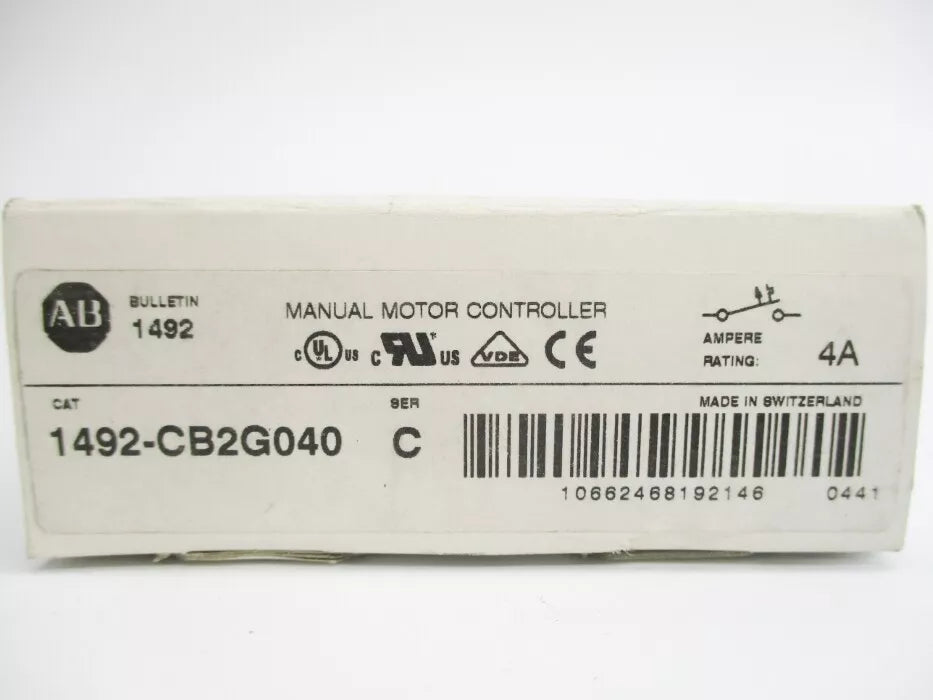 AB
BULLETIN
1492
MANUAL MOTOR CONTROLLER
c UL US c RU US VDE CE
AMPERE
RATING: 4A
CAT
1492-CB2G040
SER
C
MADE IN SWITZERLAND
10662468192146 0441